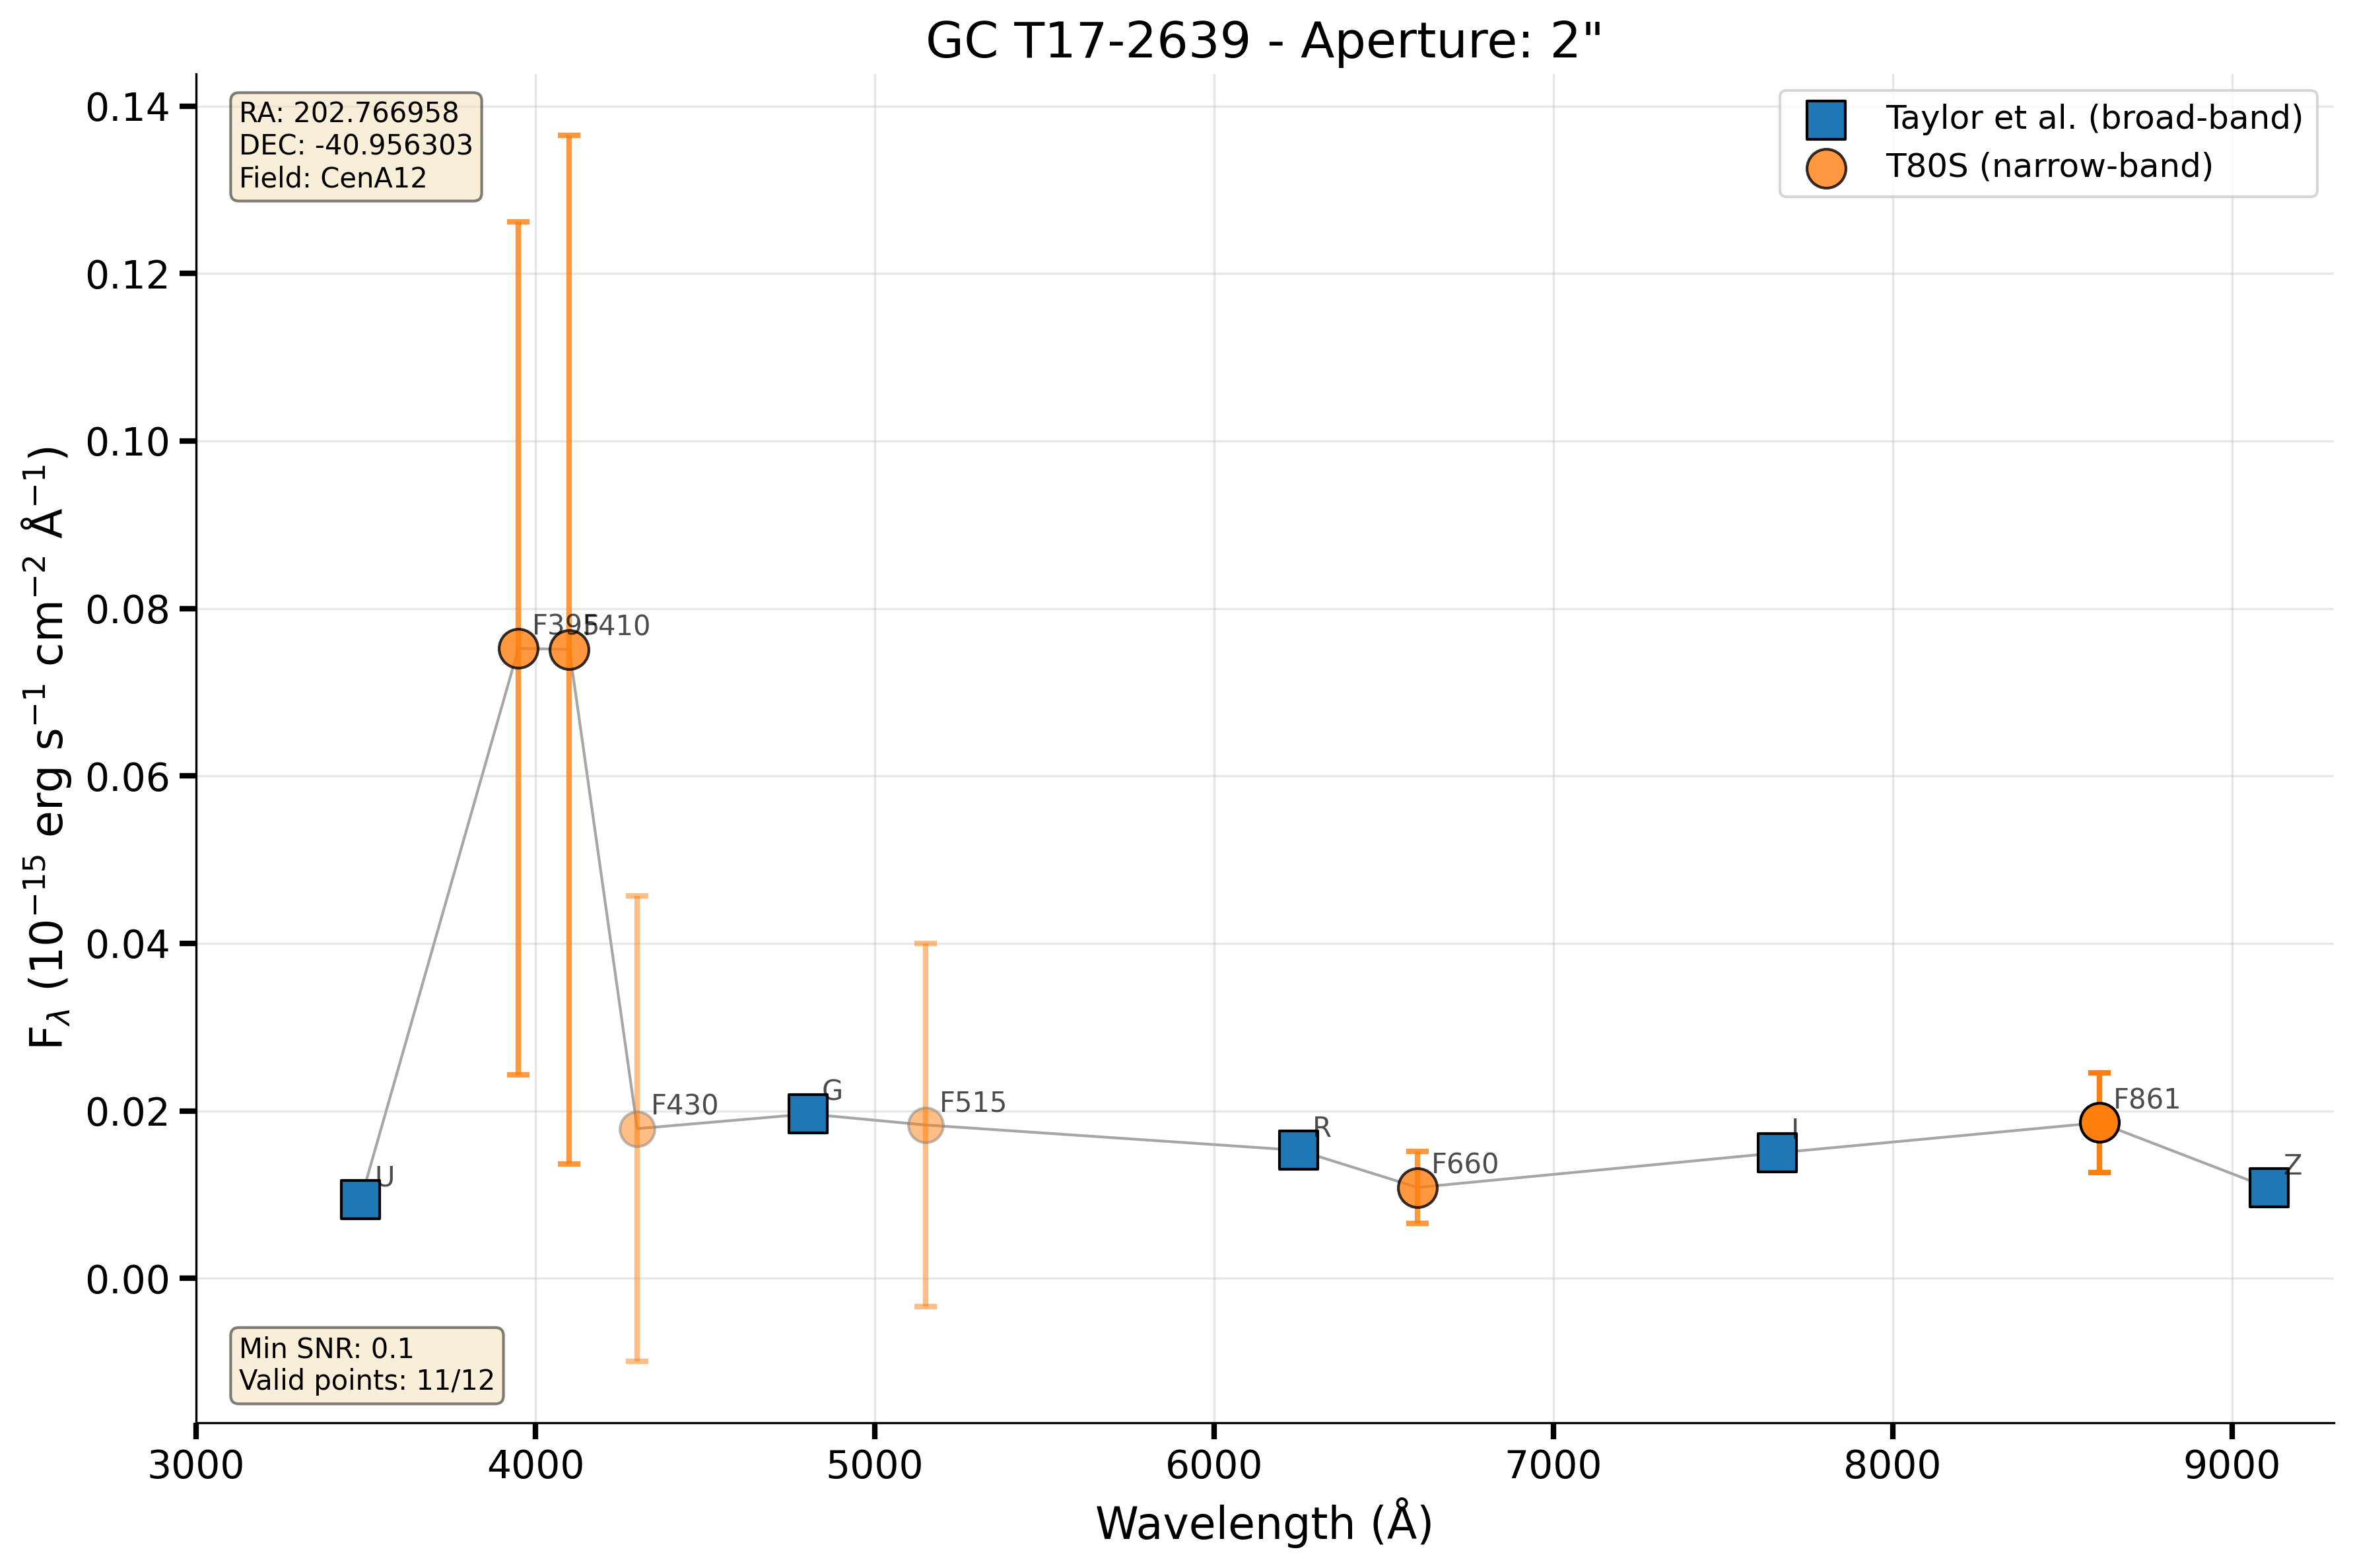 GC T17-2639 - Aperture: 2"
RA: 202.766958
DEC: -40.956303
Field: CenA12
Taylor et al. (broad-band)
T80S (narrow-band)
0.14
0.12
0.10
0.08
0.06
0.04
0.02
0.00
F$_{λ}$ (10$^{−15}$ erg s$^{−1}$ cm$^{−2}$ Å$^{−1}$)
F395
F410
F430
G
F515
U
R
F660
I
F861
Z
Min SNR: 0.1
Valid points: 11/12
3000 4000 5000 6000 7000 8000 9000
Wavelength (Å)